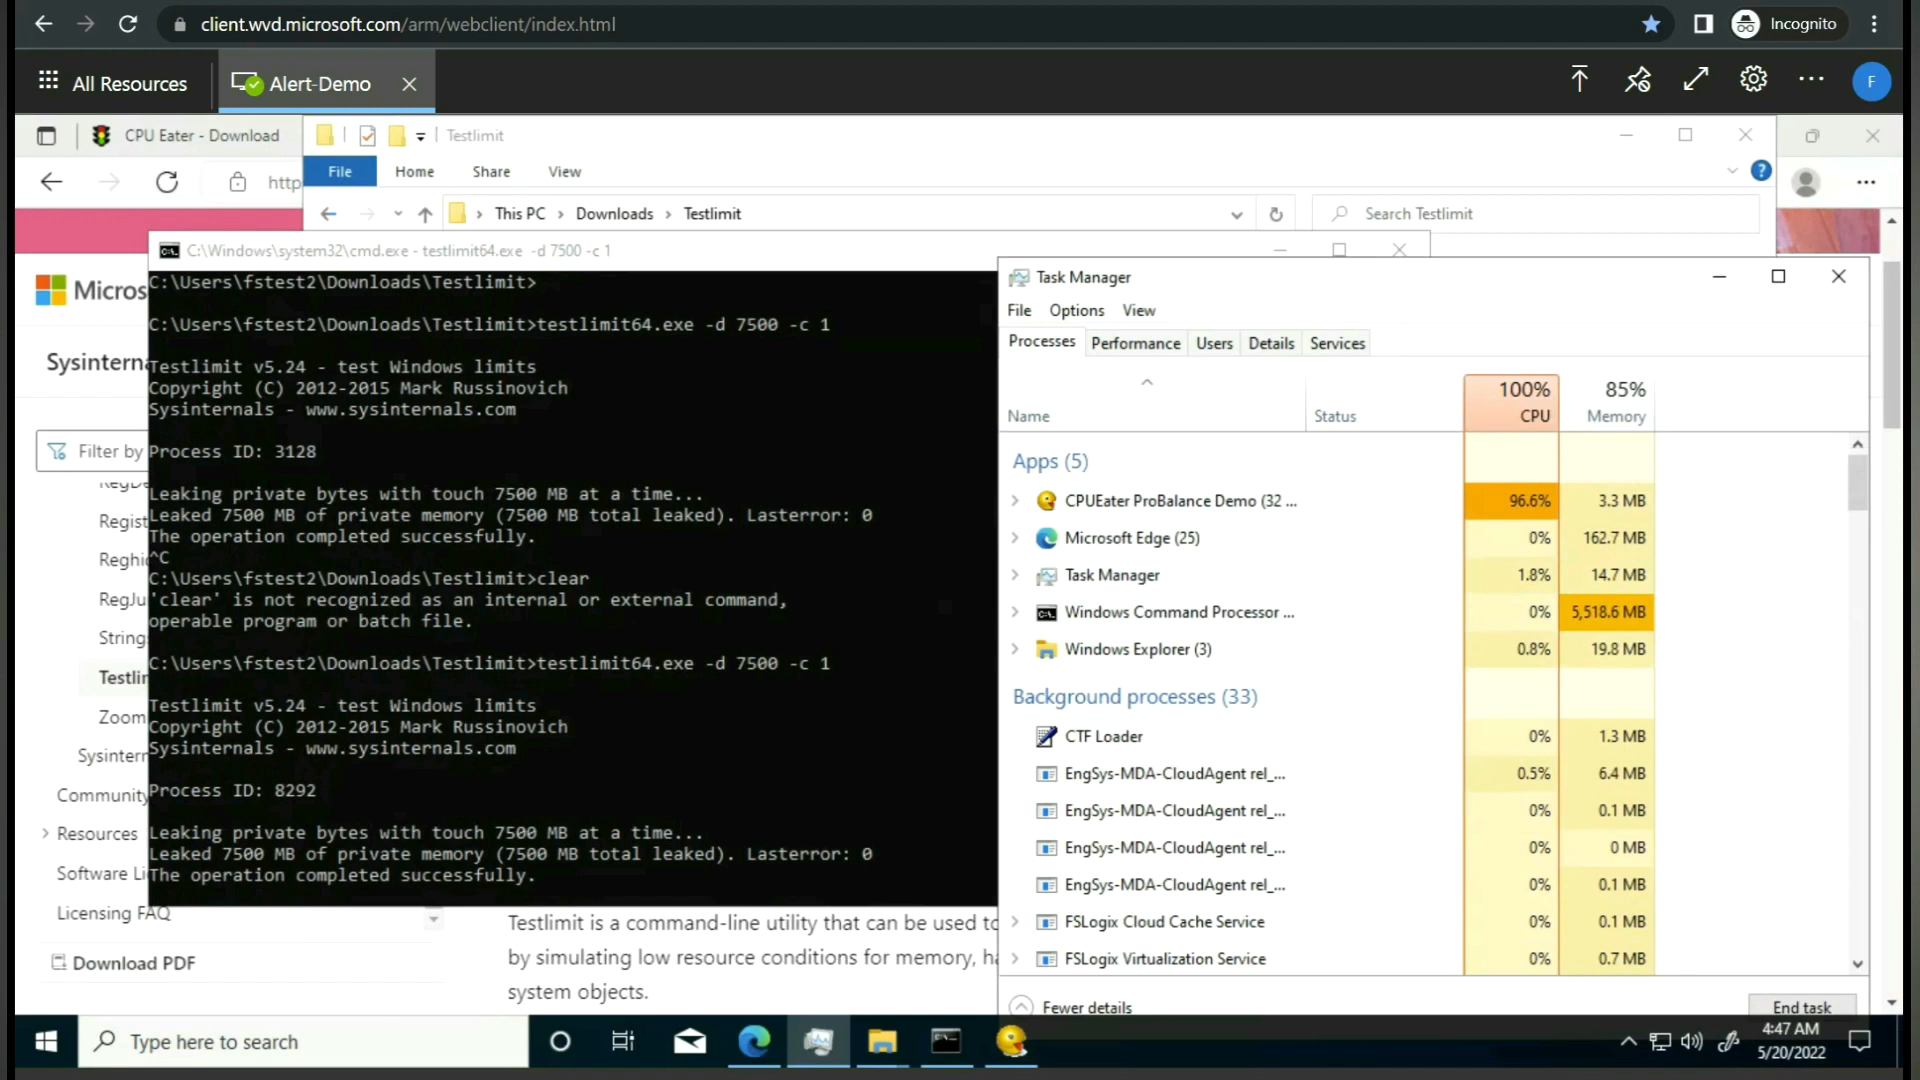 client.wvd.microsoft.com/arm/webclient/index.html
Incognito
All Resources
Alert-Demo
F
CPU Eater - Download
Testlimit
http
File
Home
Share
View
This PC
Downloads
Testlimit
Search Testlimit
C:\Windows\system32\cmd.exe - testlimit64.exe -d 7500 -c 1
Micros
Sysintern
Filter by
Regist
Reghi
RegJu
String
Testlin
Zoom
Sysintern
Community
Resources
Software Li
Licensing FAQ
Download PDF
C:\Users\fstest2\Downloads\Testlimit>
C:\Users\fstest2\Downloads\Testlimit>testlimit64.exe -d 7500 -c 1
Testlimit v5.24 - test Windows limits
Copyright (C) 2012-2015 Mark Russinovich
Sysinternals - www.sysinternals.com
Process ID: 3128
Leaking private bytes with touch 7500 MB at a time...
Leaked 7500 MB of private memory (7500 MB total leaked). Lasterror: 0
The operation completed successfully.
^C
C:\Users\fstest2\Downloads\Testlimit>clear
'clear' is not recognized as an internal or external command,
operable program or batch file.
C:\Users\fstest2\Downloads\Testlimit>testlimit64.exe -d 7500 -c 1
Testlimit v5.24 - test Windows limits
Copyright (C) 2012-2015 Mark Russinovich
Sysinternals - www.sysinternals.com
Process ID: 8292
Leaking private bytes with touch 7500 MB at a time...
Leaked 7500 MB of private memory (7500 MB total leaked). Lasterror: 0
The operation completed successfully.
Testlimit is a command-line utility that can be used to
by simulating low resource conditions for memory, ha
system objects.
Task Manager
File Options View
Processes Performance Users Details Services
100% 85%
Name Status CPU Memory
Apps (5)
CPUEater ProBalance Demo (32 ... 96.6% 3.3 MB
Microsoft Edge (25) 0% 162.7 MB
Task Manager 1.8% 14.7 MB
Windows Command Processor ... 0% 5,518.6 MB
Windows Explorer (3) 0.8% 19.8 MB
Background processes (33)
CTF Loader 0% 1.3 MB
EngSys-MDA-CloudAgent rel_... 0.5% 6.4 MB
EngSys-MDA-CloudAgent rel_... 0% 0.1 MB
EngSys-MDA-CloudAgent rel_... 0% 0 MB
EngSys-MDA-CloudAgent rel_... 0% 0.1 MB
FSLogix Cloud Cache Service 0% 0.1 MB
FSLogix Virtualization Service 0% 0.7 MB
Fewer details
End task
Type here to search
4:47 AM
5/20/2022